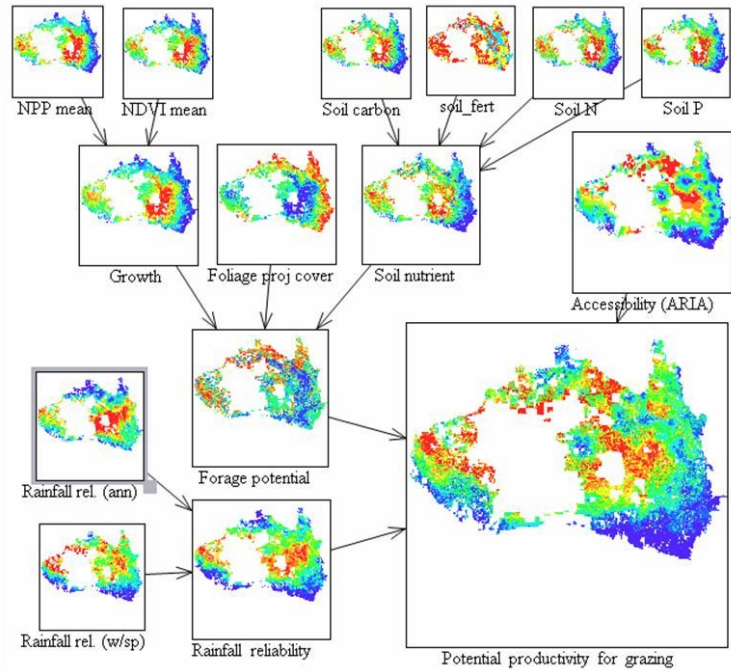 NPP mean
NDVI mean
Soil carbon
soil_fert
Soil N
Soil P
Growth
Foliage proj cover
Soil nutrient
Accessibility (ARIA)
Forage potential
Rainfall rel. (ann)
Rainfall rel. (w/sp)
Rainfall reliability
Potential productivity for grazing